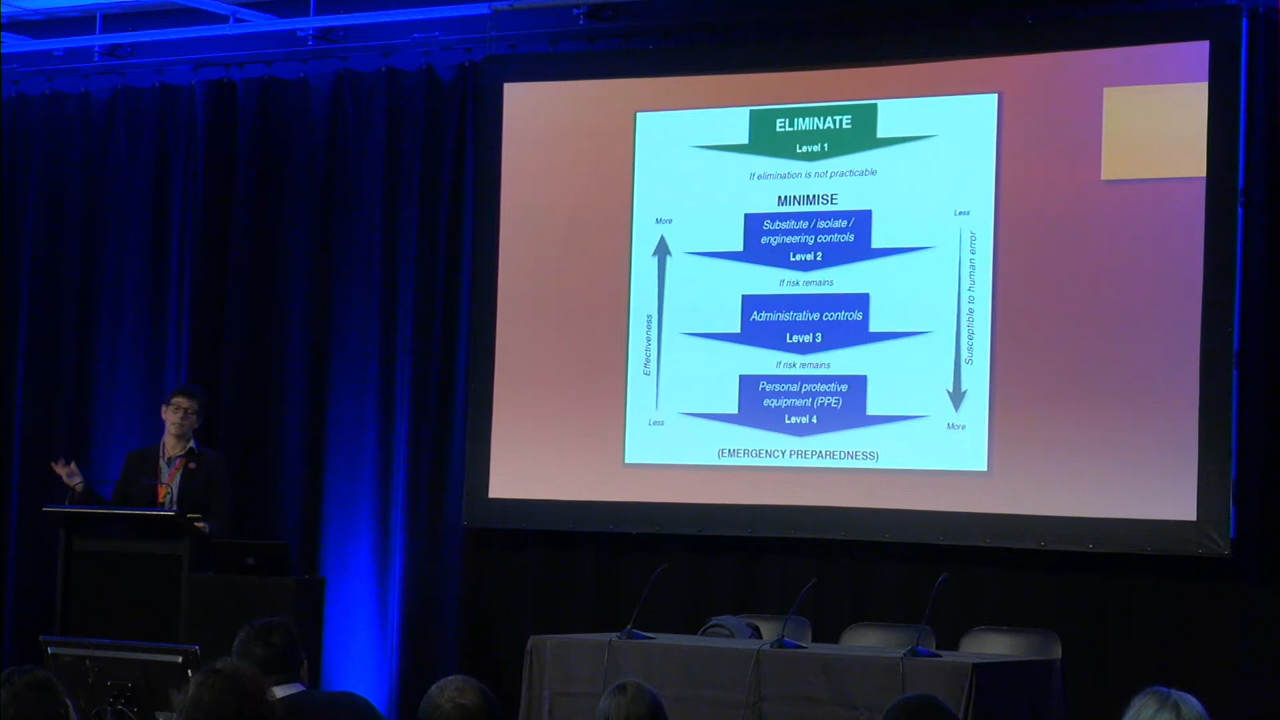 ELIMINATE
Level 1
If elimination is not practicable
MINIMISE
More
Less
Substitute / isolate /
engineering controls
Level 2
If risk remains
Administrative controls
Level 3
Effectiveness
Susceptible to human error
If risk remains
Personal protective
equipment (PPE)
Level 4
Less
More
(EMERGENCY PREPAREDNESS)